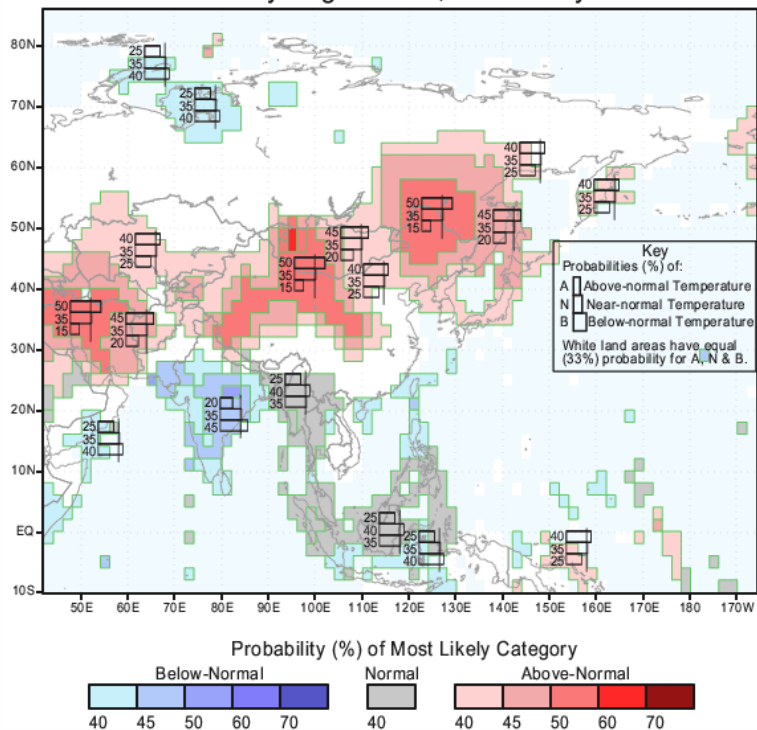 80N
70N
60N
50N
40N
30N
20N
10N
EQ
10S
50E
60E
70E
80E
90E
100E
110E
120E
130E
140E
150E
160E
170E
180
170W
25
35
40
25
35
40
40
35
25
40
35
25
50
35
15
45
35
20
40
35
25
45
35
20
50
35
15
40
35
25
50
35
15
45
35
20
25
40
35
20
35
45
25
35
40
25
40
35
25
35
40
40
35
25
Key
Probabilities (%) of:
A Above-normal Temperature
N Near-normal Temperature
B Below-normal Temperature
White land areas have equal
(33%) probability for A, N & B.
Probability (%) of Most Likely Category
Below-Normal Normal Above-Normal
40 45 50 60 70 40 40 45 50 60 70